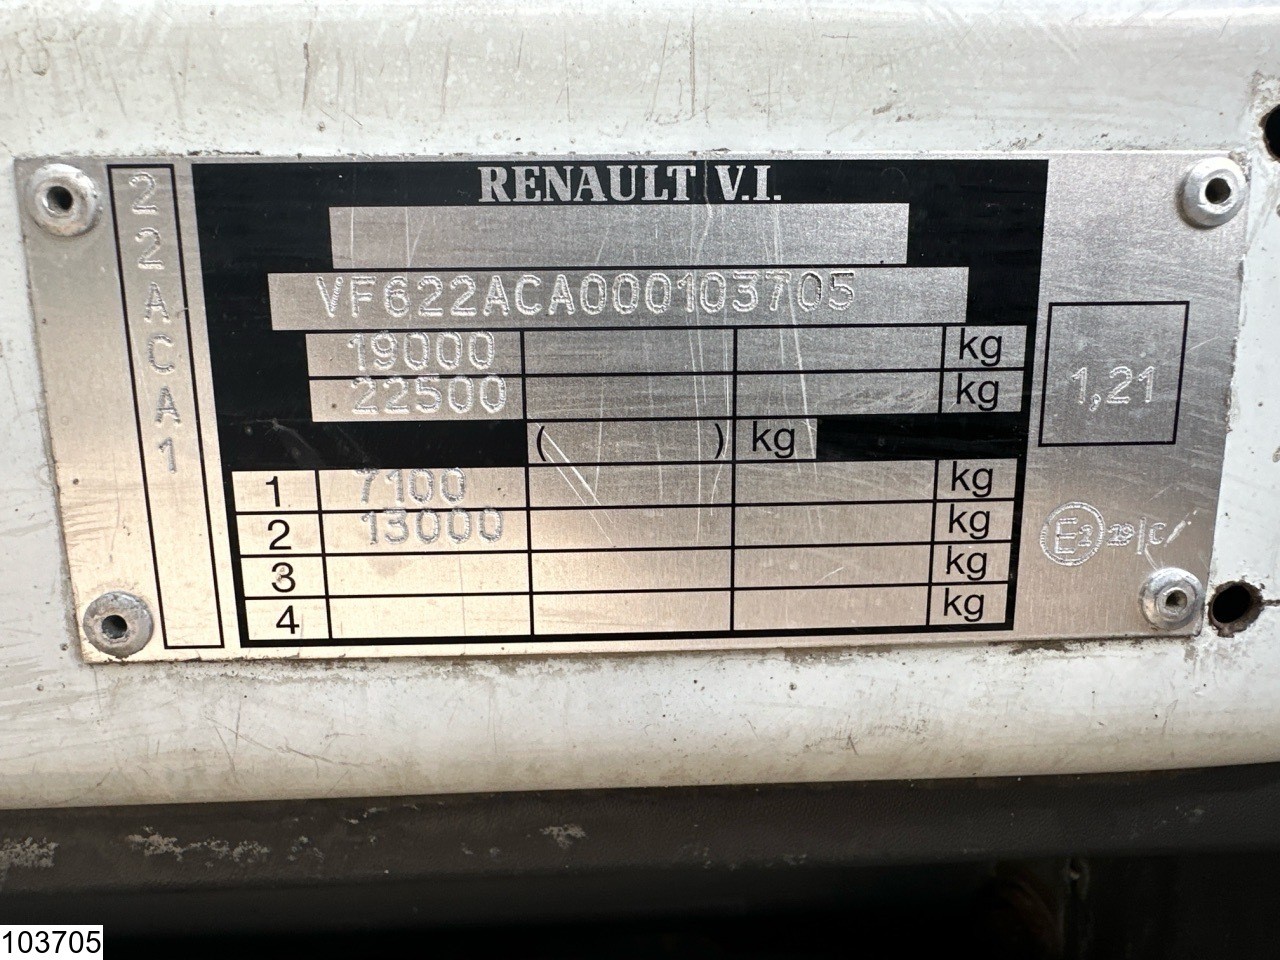 22ACA1
RENAULT V.I.
VF622ACA000103705
19000 kg
22500 kg
( ) kg
1 7100 kg
2 13000 kg
3 kg
4 kg
1,21
E2 19/C
103705